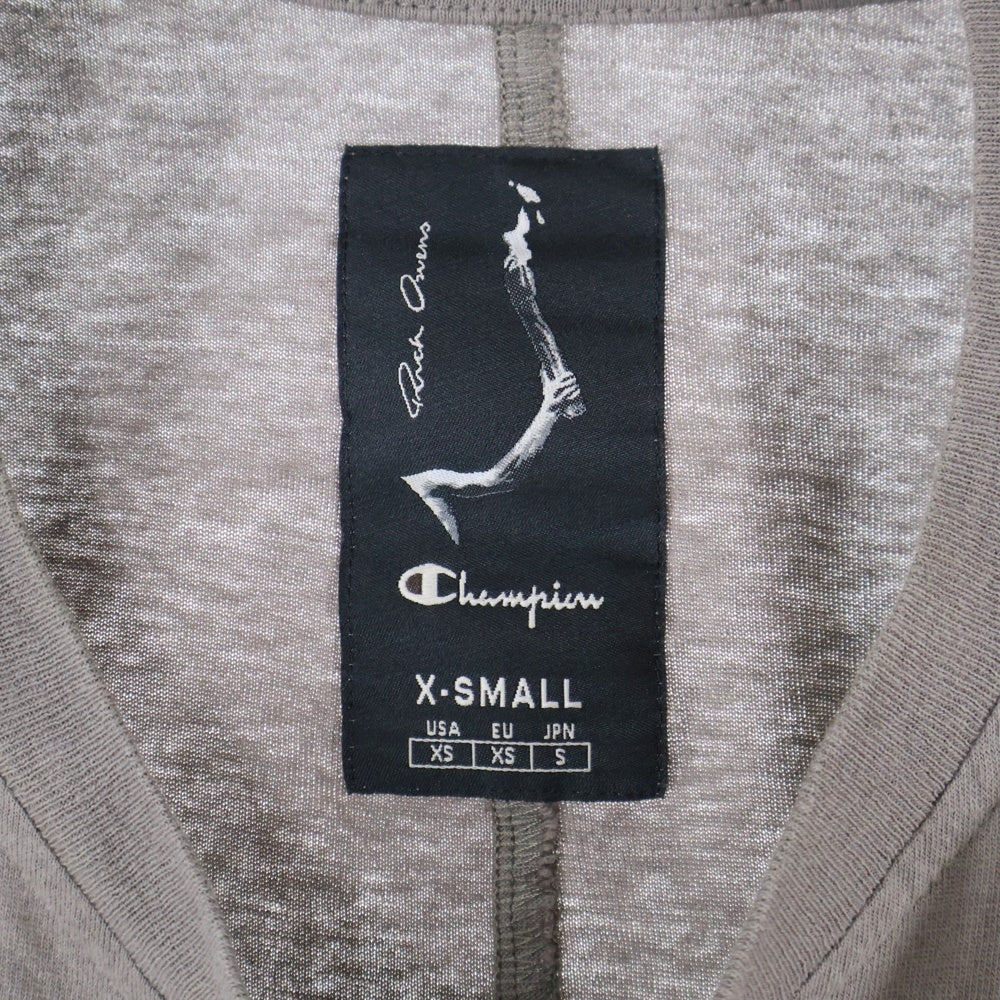 Rick Owens
Champion
X-SMALL
USA EU JPN
XS XS S